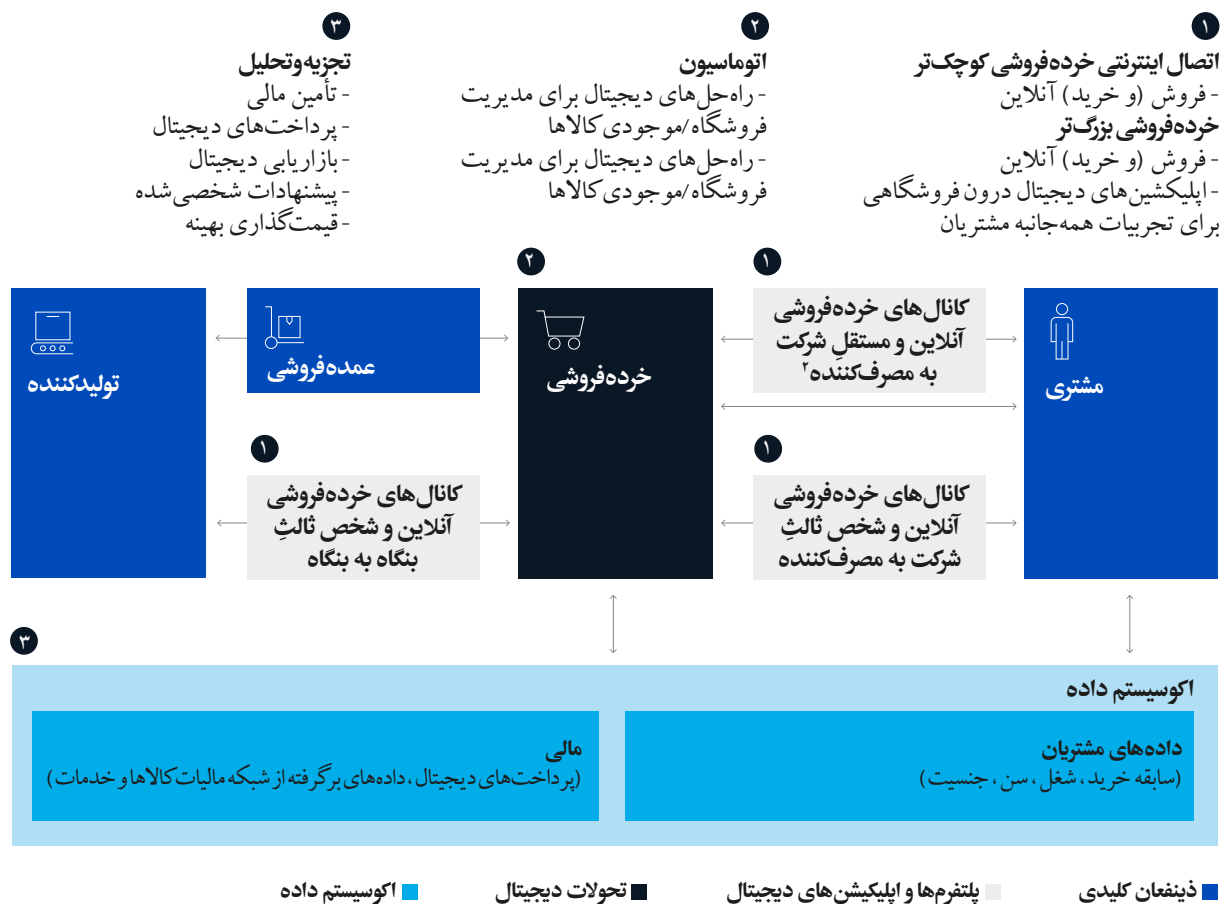 ۱
اتصال اینترنتی خرده‌فروشی کوچک‌تر
- فروش (و خرید) آنلاین
خرده‌فروشی بزرگ‌تر
- فروش (و خرید) آنلاین
- اپلیکشین‌های دیجیتال درون فروشگاهی
برای تجربیات همه‌جانبه مشتریان
۲
اتوماسیون
- راه‌حل‌های دیجیتال برای مدیریت
فروشگاه/موجودی کالاها
- راه‌حل‌های دیجیتال برای مدیریت
فروشگاه/موجودی کالاها
۳
تجزیه‌وتحلیل
- تأمین مالی
- پرداخت‌های دیجیتال
- بازاریابی دیجیتال
- پیشنهادات شخصی‌شده
- قیمت‌گذاری بهینه
مشتری
۱
کانال‌های خرده‌فروشی
آنلاین و مستقلِ شرکت
به مصرف‌کننده۲
۱
کانال‌های خرده‌فروشی
آنلاین و شخص ثالثِ
شرکت به مصرف‌کننده
۲
خرده‌فروشی
عمده‌فروشی
۱
کانال‌های خرده‌فروشی
آنلاین و شخص ثالثِ
بنگاه به بنگاه
تولیدکننده
۳
اکوسیستم داده
داده‌های مشتریان
(سابقه خرید، شغل، سن، جنسیت)
مالی
(پرداخت‌های دیجیتال، داده‌های برگرفته از شبکه مالیات کالاها و خدمات)
ذینفعان کلیدی
پلتفرم‌ها و اپلیکیشن‌های دیجیتال
تحولات دیجیتال
اکوسیستم داده